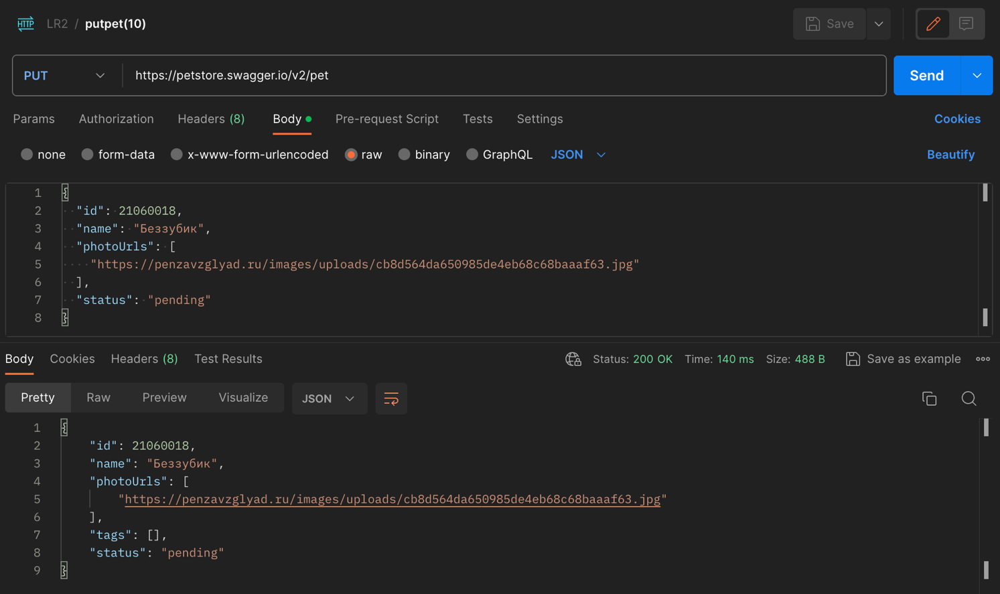 HTTP LR2 / putpet(10) Save
PUT https://petstore.swagger.io/v2/pet Send
Params Authorization Headers (8) Body Pre-request Script Tests Settings Cookies
none form-data x-www-form-urlencoded raw binary GraphQL JSON Beautify
1 {
2 "id": 21060018,
3 "name": "Беззубик",
4 "photoUrls": [
5 "https://penzavzglyad.ru/images/uploads/cb8d564da650985de4eb68c68baaaf63.jpg"
6 ],
7 "status": "pending"
8 }
Body Cookies Headers (8) Test Results Status: 200 OK Time: 140 ms Size: 488 B Save as example
Pretty Raw Preview Visualize JSON
1 {
2 "id": 21060018,
3 "name": "Беззубик",
4 "photoUrls": [
5 "https://penzavzglyad.ru/images/uploads/cb8d564da650985de4eb68c68baaaf63.jpg"
6 ],
7 "tags": [],
8 "status": "pending"
9 }